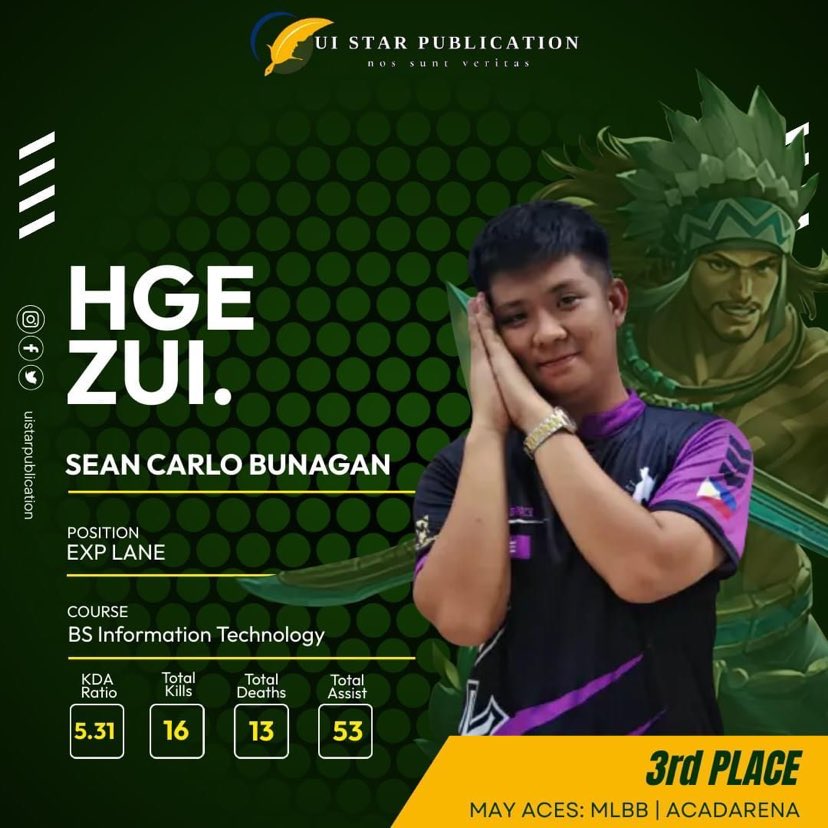 UI STAR PUBLICATION
nos sunt veritas
HGE
ZUI.
SEAN CARLO BUNAGAN
POSITION
EXP LANE
COURSE
BS Information Technology
KDA
Ratio
Total
Kills
Total
Deaths
Total
Assist
5.31
16
13
53
uistarpublication
3rd PLACE
MAY ACES: MLBB | ACADARENA